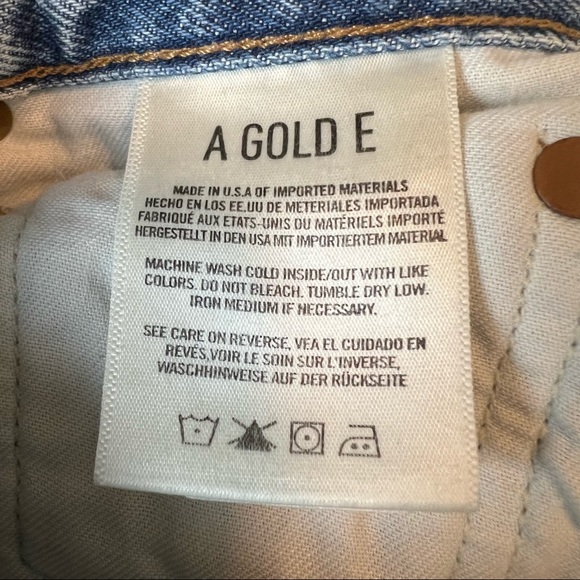 A GOLD E
MADE IN U.S.A OF IMPORTED MATERIALS
HECHO EN LOS EE.UU DE METERIALES IMPORTADA
FABRIQUÉ AUX ETATS-UNIS DU MATÉRIELS IMPORTÉ
HERGESTELLT IN DEN USA MIT IMPORTIERTEM MATERIAL
MACHINE WASH COLD INSIDE/OUT WITH LIKE
COLORS. DO NOT BLEACH. TUMBLE DRY LOW.
IRON MEDIUM IF NECESSARY.
SEE CARE ON REVERSE. VEA EL CUIDADO EN
REVÉS, VOIR LE SOIN SUR L'INVERSE,
WASCHHINWEISE AUF DER RÜCKSEITE